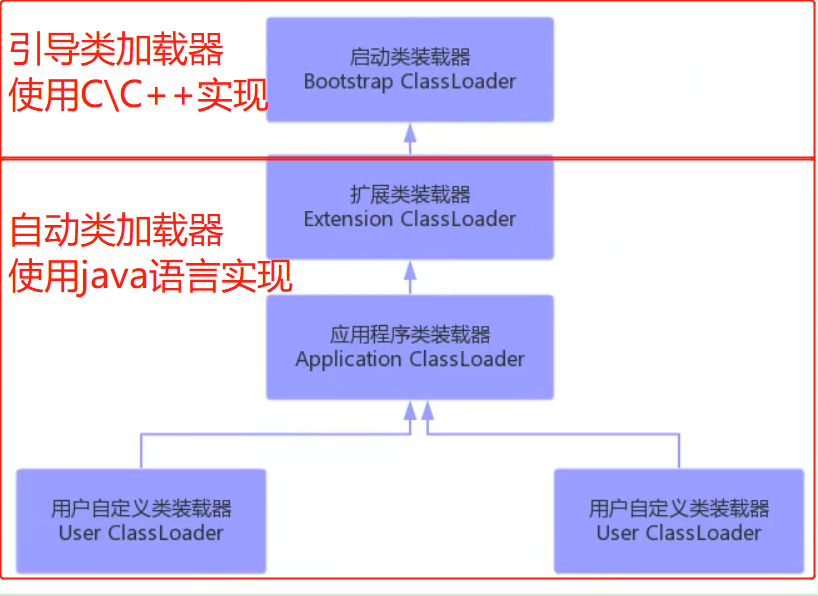 引导类加载器
使用C\C++实现
启动类装载器
Bootstrap ClassLoader
自动类加载器
使用java语言实现
扩展类装载器
Extension ClassLoader
应用程序类装载器
Application ClassLoader
用户自定义类装载器
User ClassLoader
用户自定义类装载器
User ClassLoader